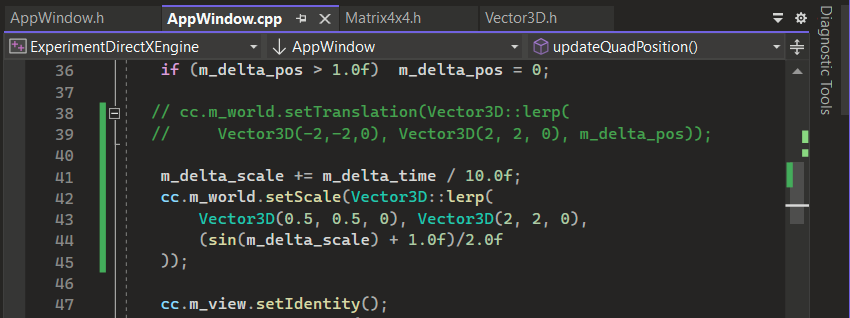 AppWindow.h AppWindow.cpp Matrix4x4.h Vector3D.h
ExperimentDirectXEngine AppWindow updateQuadPosition()
36 if (m_delta_pos > 1.0f)  m_delta_pos = 0;
37
38 // cc.m_world.setTranslation(Vector3D::lerp(
39 //     Vector3D(-2,-2,0), Vector3D(2, 2, 0), m_delta_pos));
40
41 m_delta_scale += m_delta_time / 10.0f;
42 cc.m_world.setScale(Vector3D::lerp(
43     Vector3D(0.5, 0.5, 0), Vector3D(2, 2, 0),
44     (sin(m_delta_scale) + 1.0f)/2.0f
45 ));
46
47 cc.m_view.setIdentity();
Diagnostic Tools